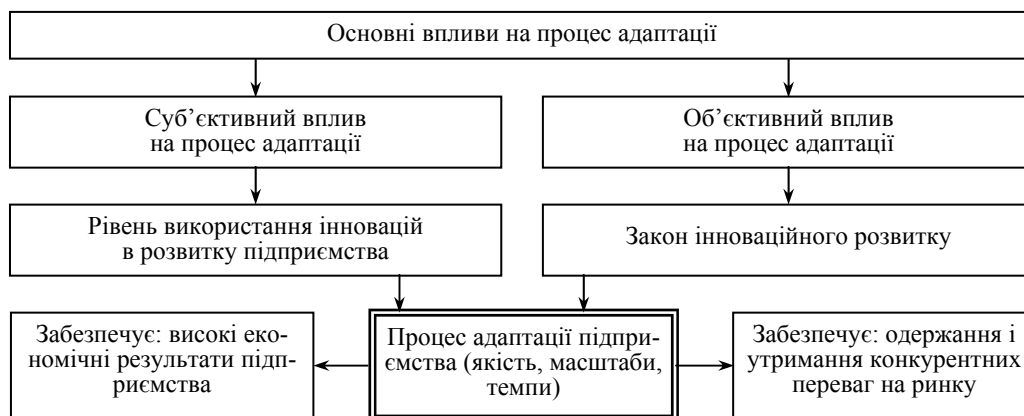 Основні впливи на процес адаптації
Суб’єктивний вплив
на процес адаптації
Об’єктивний вплив
на процес адаптації
Рівень використання інновацій
в розвитку підприємства
Закон інноваційного розвитку
Забезпечує: високі еко-
номічні результати підп-
риємства
Процес адаптації підпри-
ємства (якість, масштаби,
темпи)
Забезпечує: одержання і
утримання конкурентних
переваг на ринку